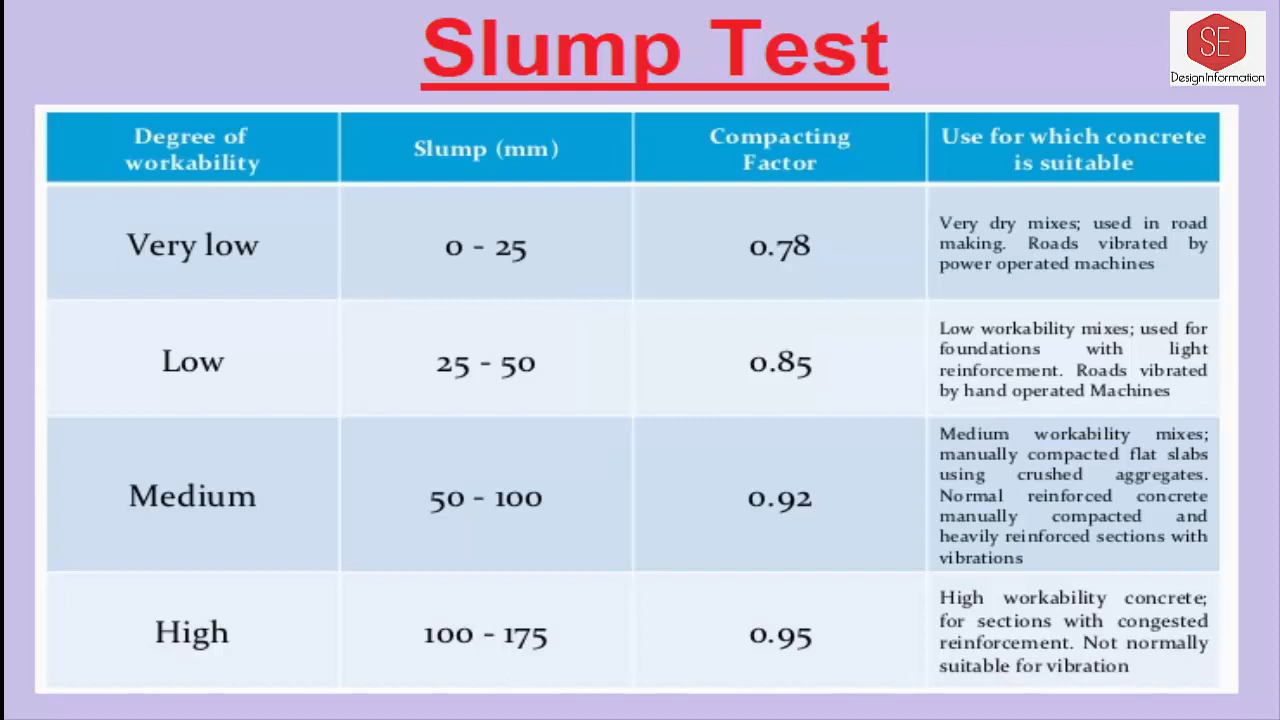 Slump Test
SE
DesignInformation
Degree of
workability
Slump (mm)
Compacting
Factor
Use for which concrete
is suitable
Very low
0 - 25
0.78
Very dry mixes; used in road
making. Roads vibrated by
power operated machines
Low
25 - 50
0.85
Low workability mixes; used for
foundations with light
reinforcement. Roads vibrated
by hand operated Machines
Medium
50 - 100
0.92
Medium workability mixes;
manually compacted flat slabs
using crushed aggregates.
Normal reinforced concrete
manually compacted and
heavily reinforced sections with
vibrations
High
100 - 175
0.95
High workability concrete;
for sections with congested
reinforcement. Not normally
suitable for vibration